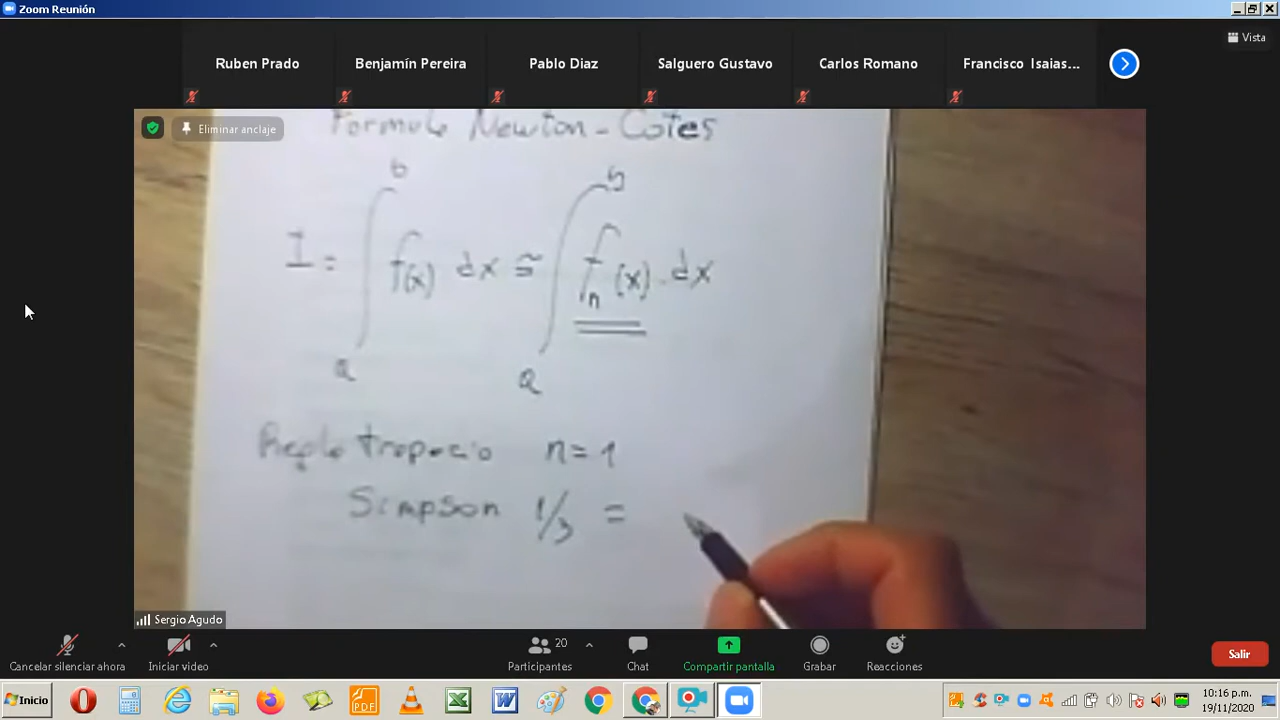 Zoom Reunión
Vista
Ruben Prado
Benjamín Pereira
Pablo Diaz
Salguero Gustavo
Carlos Romano
Francisco Isaias...
Eliminar anclaje
Formule Newton-Cotes
I = ∫ₐᵇ f(x) dx ≅ ∫ₐᵇ fₙ(x) . dx
Regla trapecio n=1
Simpson 1/3 =
Sergio Agudo
Cancelar silenciar ahora
Iniciar video
20
Participantes
Chat
Compartir pantalla
Grabar
Reacciones
Salir
Inicio
PDF
10:16 p.m.
19/11/2020